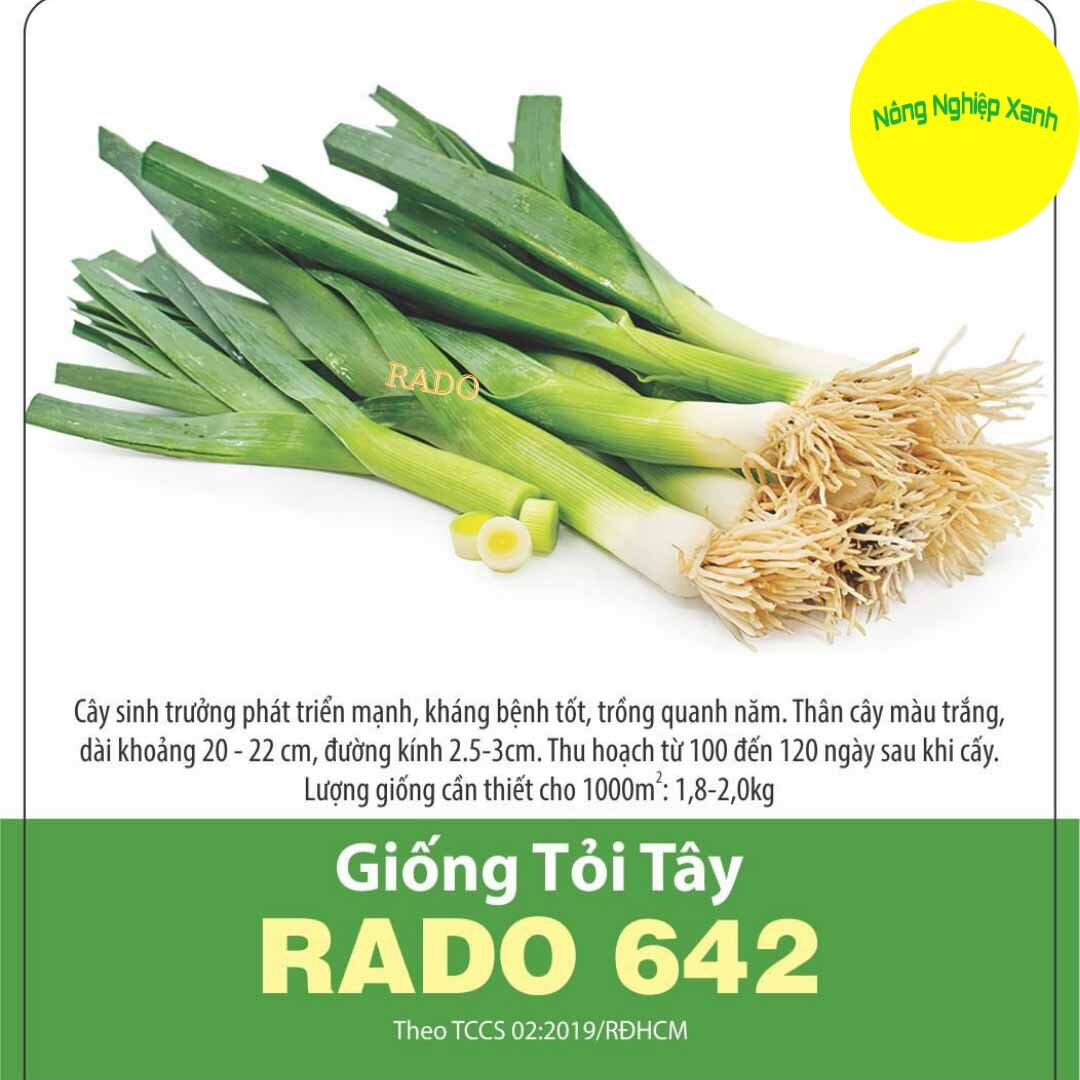 Nông Nghiệp Xanh
RADO
Cây sinh trưởng phát triển mạnh, kháng bệnh tốt, trồng quanh năm. Thân cây màu trắng,
dài khoảng 20 - 22 cm, đường kính 2.5-3cm. Thu hoạch từ 100 đến 120 ngày sau khi cấy.
Lượng giống cần thiết cho 1000m²: 1,8-2,0kg
Giống Tỏi Tây
RADO 642
Theo TCCS 02:2019/RĐHCM